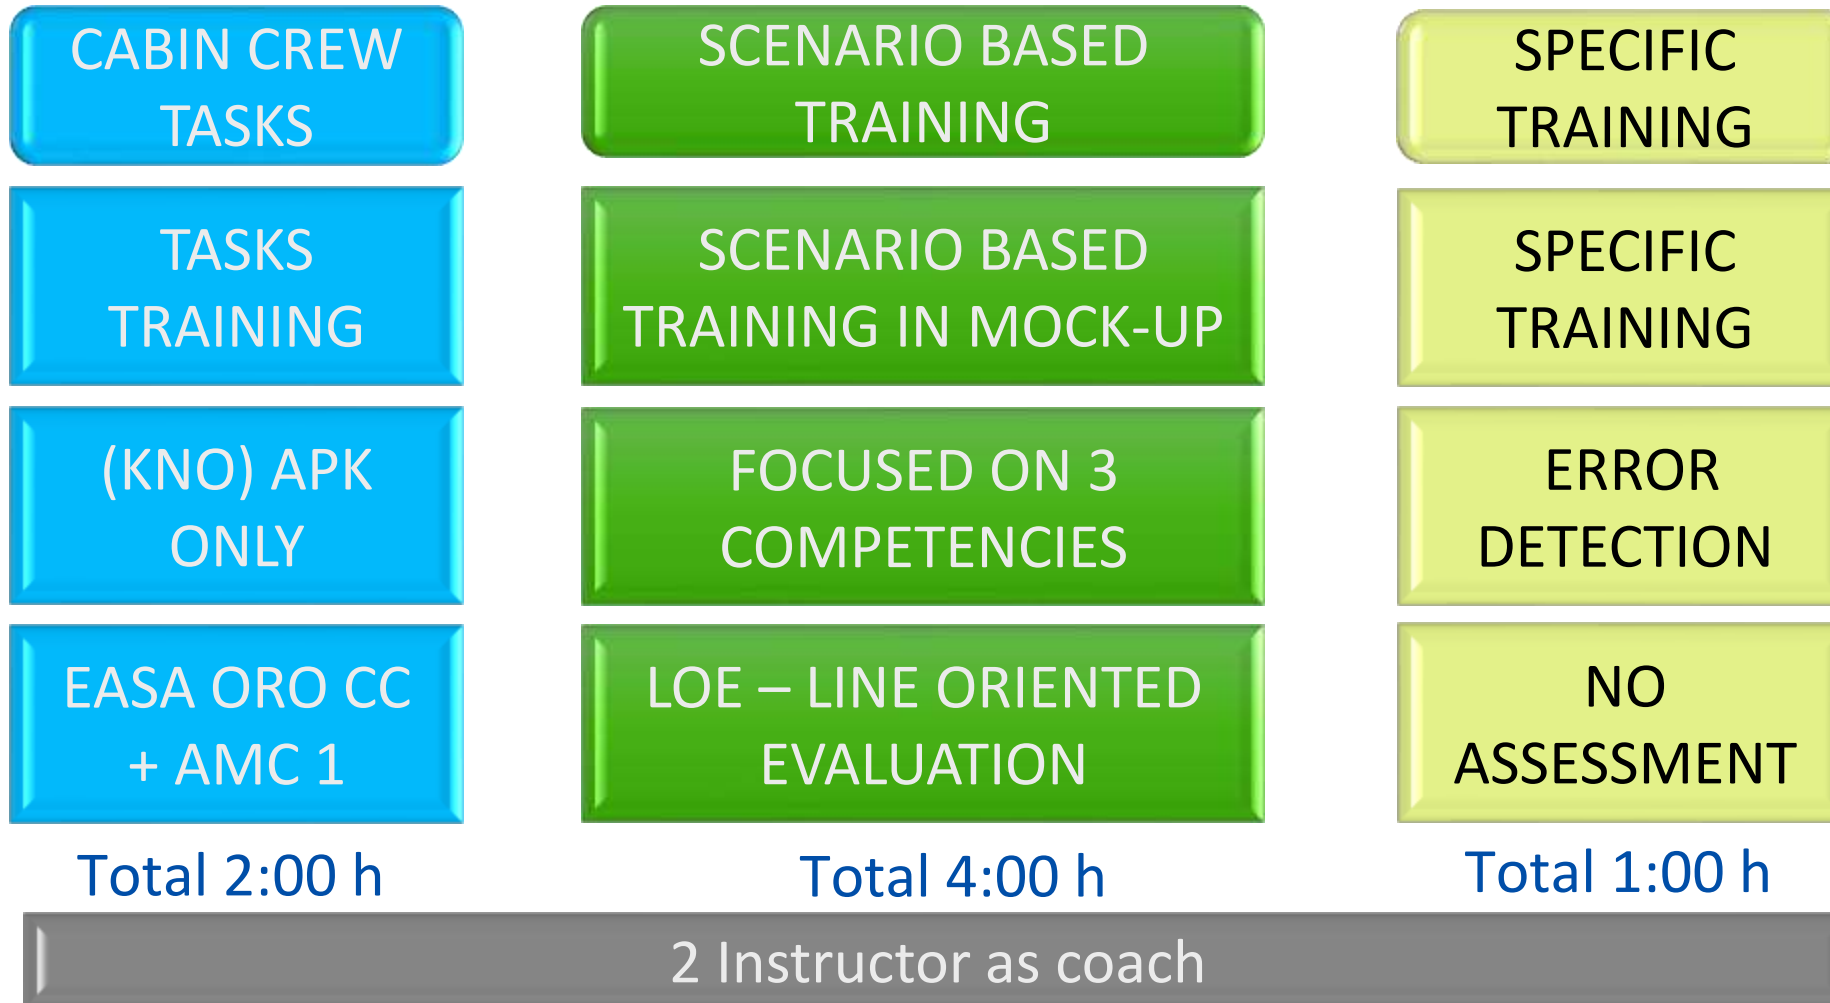 CABIN CREW
TASKS
TASKS
TRAINING
(KNO) APK
ONLY
EASA ORO CC
+ AMC 1
Total 2:00 h
SCENARIO BASED
TRAINING
SCENARIO BASED
TRAINING IN MOCK-UP
FOCUSED ON 3
COMPETENCIES
LOE – LINE ORIENTED
EVALUATION
Total 4:00 h
SPECIFIC
TRAINING
SPECIFIC
TRAINING
ERROR
DETECTION
NO
ASSESSMENT
Total 1:00 h
2 Instructor as coach